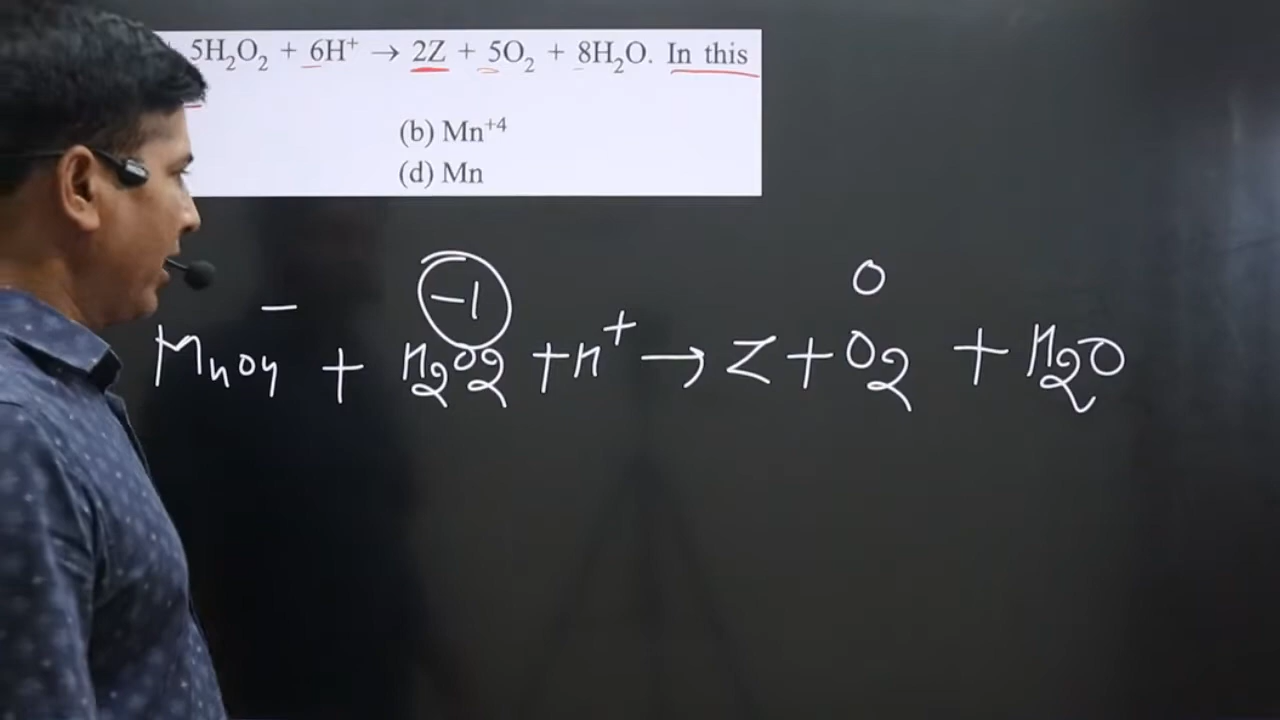 5H₂O₂ + 6H⁺ → 2Z + 5O₂ + 8H₂O. In this
(b) Mn⁺⁴
(d) Mn
−1 0
MnO4⁻ + H₂O₂ + H⁺ → Z + O₂ + H₂O